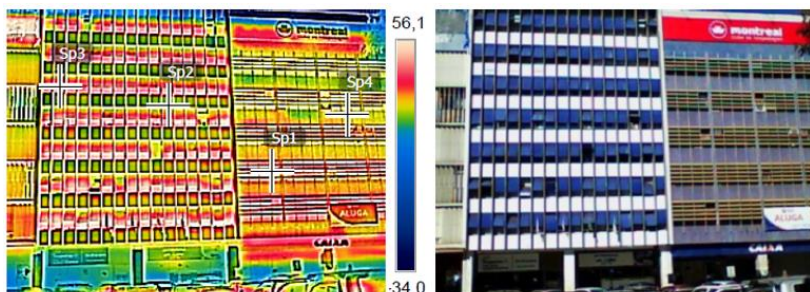 56,1
montreal
Sp3
Sp2
Sp4
Sp1
ALUGA
CAIXA
34,0
montreal
ALUGA
CAIXA